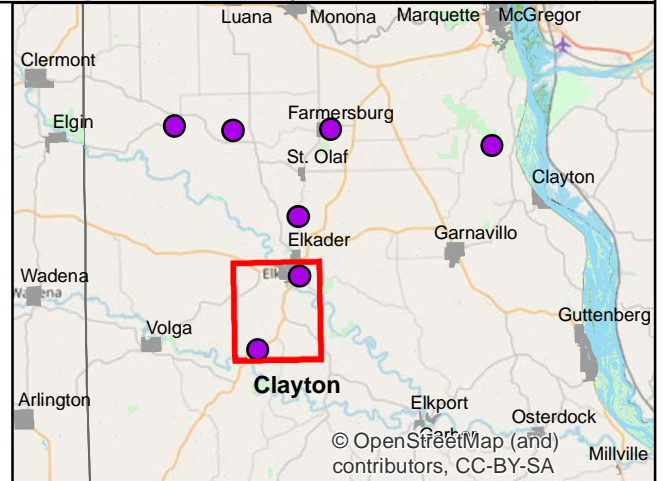 Luana
Monona
Marquette
McGregor
Clermont
Elgin
Farmersburg
St. Olaf
Clayton
Garnavillo
Elkader
Elk
Wadena
Volga
Guttenberg
Clayton
Arlington
Elkport
Osterdock
© OpenStreetMap (and)
contributors, CC-BY-SA
Millville